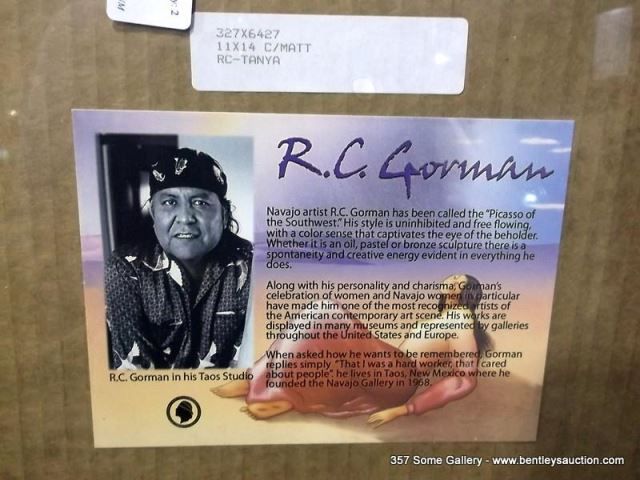 y: 2
327X6427
11X14 C/MATT
RC-TANYA
R.C. Gorman
Navajo artist R.C. Gorman has been called the "Picasso of
the Southwest." His style is uninhibited and free flowing,
with a color sense that captivates the eye of the beholder.
Whether it is an oil, pastel or bronze sculpture there is a
spontaneity and creative energy evident in everything he
does.
Along with his personality and charisma, Gorman's
celebration of women and Navajo women in particular
have made him one of the most recognized artists of
the American contemporary art scene. His works are
displayed in many museums and represented by galleries
throughout the United States and Europe.
When asked how he wants to be remembered, Gorman
replies simply "That I was a hard worker, that I cared
about people". he lives in Taos, New Mexico where he
founded the Navajo Gallery in 1968.
R.C. Gorman in his Taos Studio
357 Some Gallery - www.bentleysauction.com